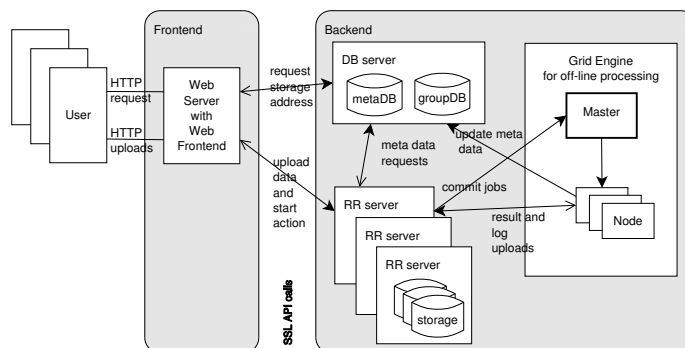 Frontend
Backend
HTTP
request
User
HTTP
uploads
Web
Server
with
Web
Frontend
request
storage
address
upload
data
and
start
action
SSL API calls
DB server
metaDB
groupDB
meta data
requests
update meta
data
commit jobs
RR server
RR server
RR server
storage
result and
log
uploads
Grid Engine
for off-line processing
Master
Node